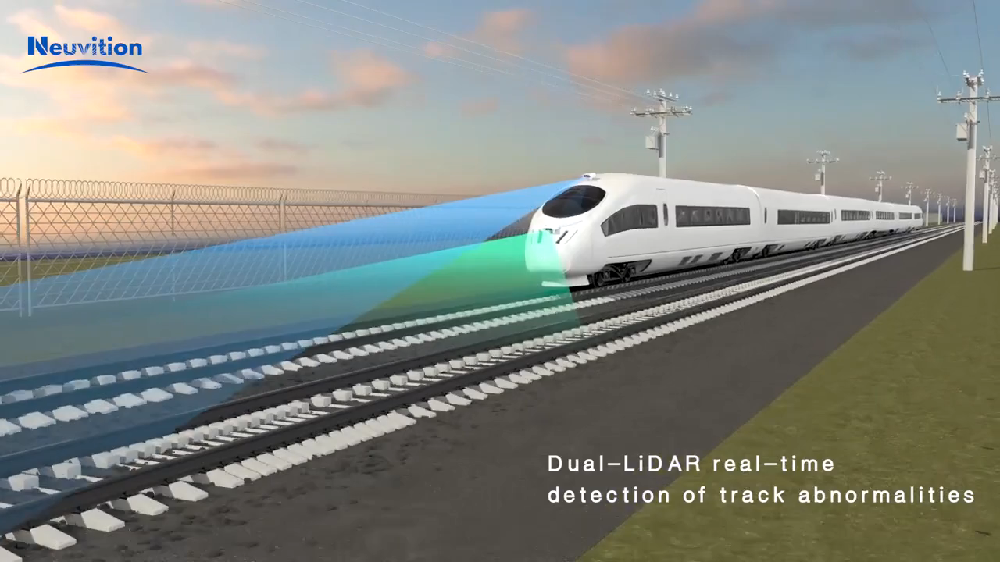 Neuvition
Dual-LiDAR real-time
detection of track abnormalities